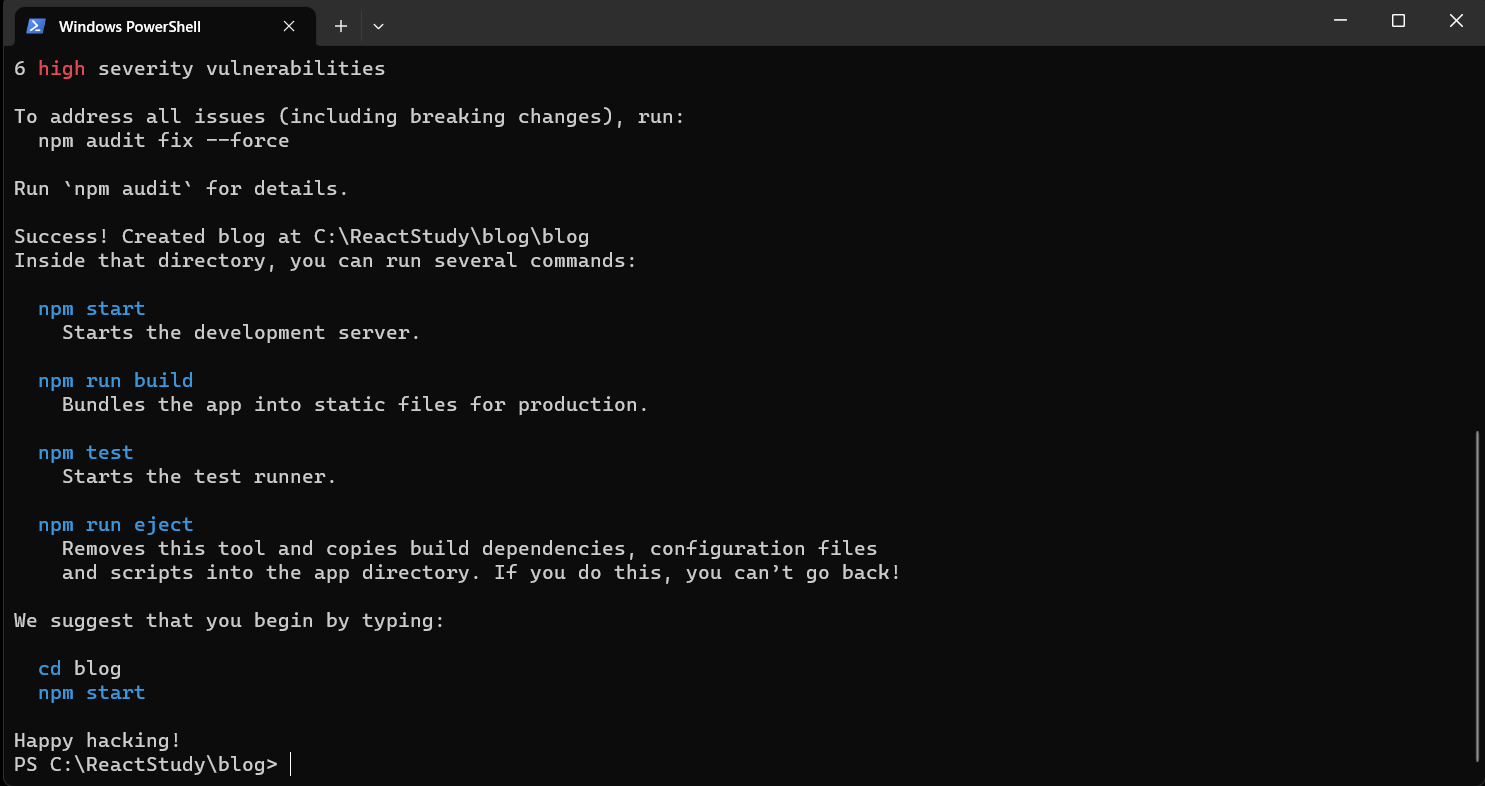 Windows PowerShell
6 high severity vulnerabilities
To address all issues (including breaking changes), run:
npm audit fix --force
Run `npm audit` for details.
Success! Created blog at C:\ReactStudy\blog\blog
Inside that directory, you can run several commands:
npm start
Starts the development server.
npm run build
Bundles the app into static files for production.
npm test
Starts the test runner.
npm run eject
Removes this tool and copies build dependencies, configuration files
and scripts into the app directory. If you do this, you can’t go back!
We suggest that you begin by typing:
cd blog
npm start
Happy hacking!
PS C:\ReactStudy\blog>